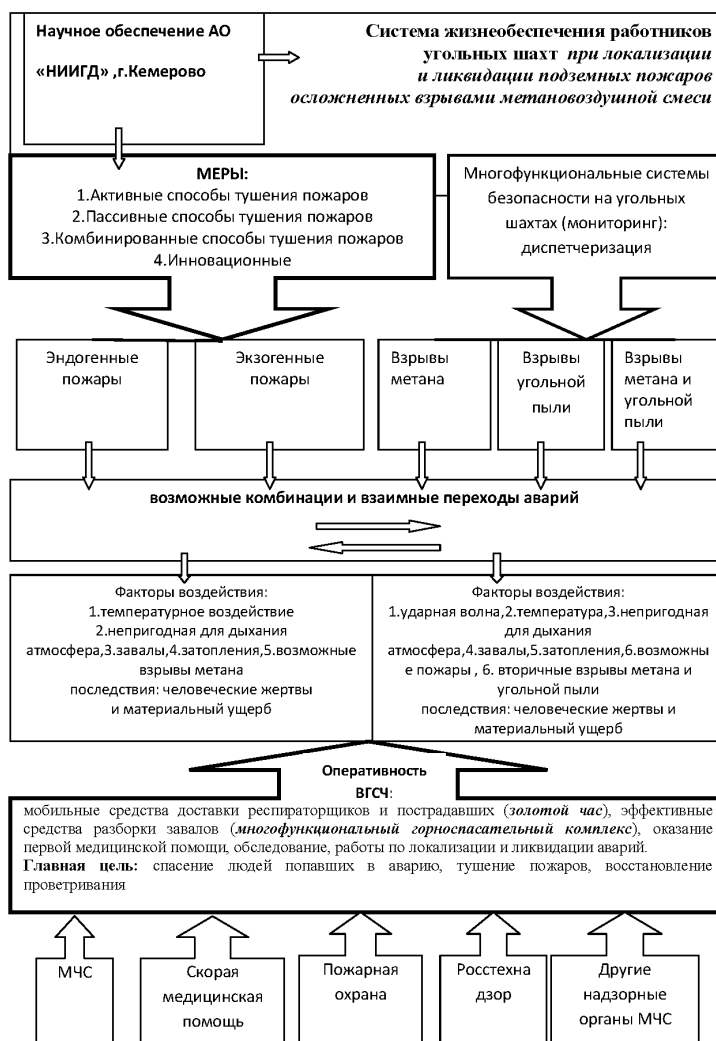 Научное обеспечение АО
«НИИГД» ,г.Кемерово
Система жизнеобеспечения работников
угольных шахт при локализации
и ликвидации подземных пожаров
осложненных взрывами метановоздушной смеси
МЕРЫ:
1.Активные способы тушения пожаров
2.Пассивные способы тушения пожаров
3.Комбинированные способы тушения пожаров
4.Инновационные
Многофункциональные системы
безопасности на угольных
шахтах (мониторинг):
диспетчеризация
Эндогенные
пожары
Экзогенные
пожары
Взрывы
метана
Взрывы
угольной
пыли
Взрывы
метана и
угольной
пыли
возможные комбинации и взаимные переходы аварий
Факторы воздействия:
1.температурное воздействие
2.непригодная для дыхания
атмосфера,3.завалы,4.затопления,5.возможные
взрывы метана
последствия: человеческие жертвы
и материальный ущерб
Факторы воздействия:
1.ударная волна,2.температура,3.непригодная
для дыхания
атмосфера,4.завалы,5.затопления,6.возможны
е пожары , 6. вторичные взрывы метана и
угольной пыли
последствия: человеческие жертвы и
материальный ущерб
Оперативность
ВГСЧ:
мобильные средства доставки респираторщиков и пострадавших (золотой час), эффективные
средства разборки завалов (многофункциональный горноспасательный комплекс), оказание
первой медицинской помощи, обследование, работы по локализации и ликвидации аварий.
Главная цель: спасение людей попавших в аварию, тушение пожаров, восстановление
проветривания
МЧС
Скорая
медицинская
помощь
Пожарная
охрана
Росстехна
дзор
Другие
надзорные
органы МЧС